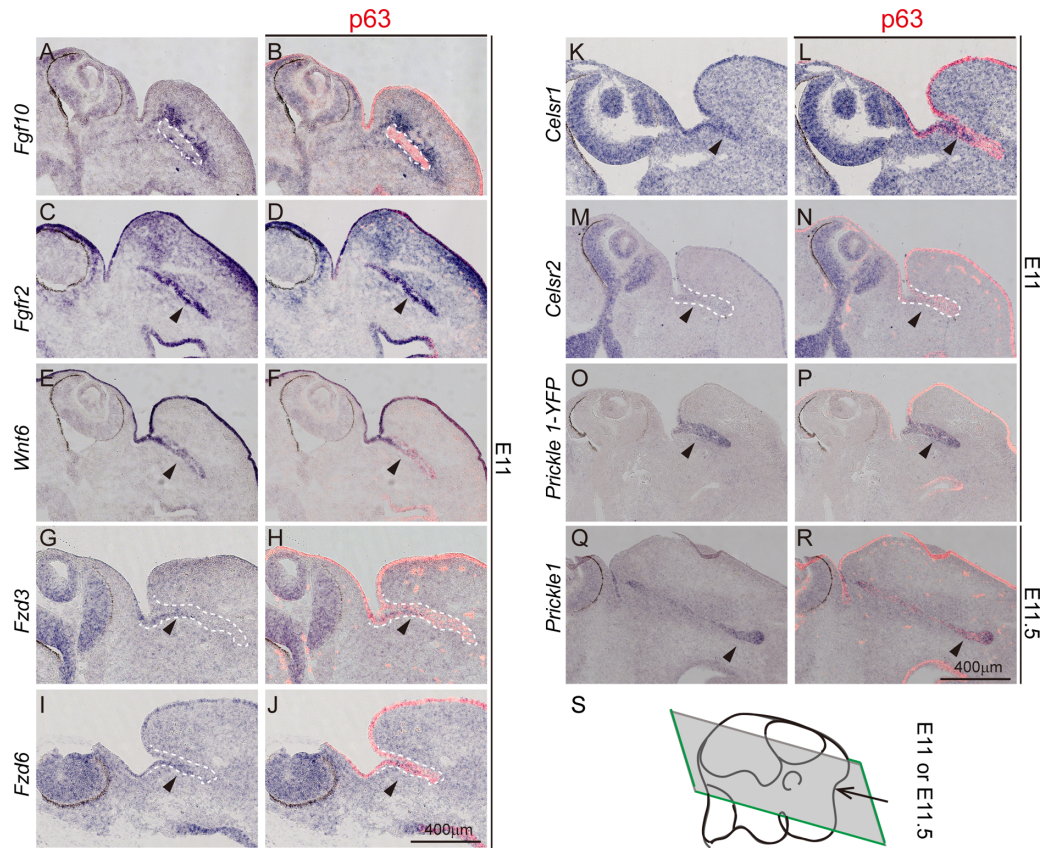 p63
p63
A
B
Fgf10
C
D
Fgfr2
E
F
Wnt6
G
H
Fzd3
I
J
Fzd6
400μm
E11
K
L
Celsr1
M
N
Celsr2
O
P
Prickle 1-YFP
Q
R
Prickle1
400μm
E11
E11.5
S
E11 or E11.5